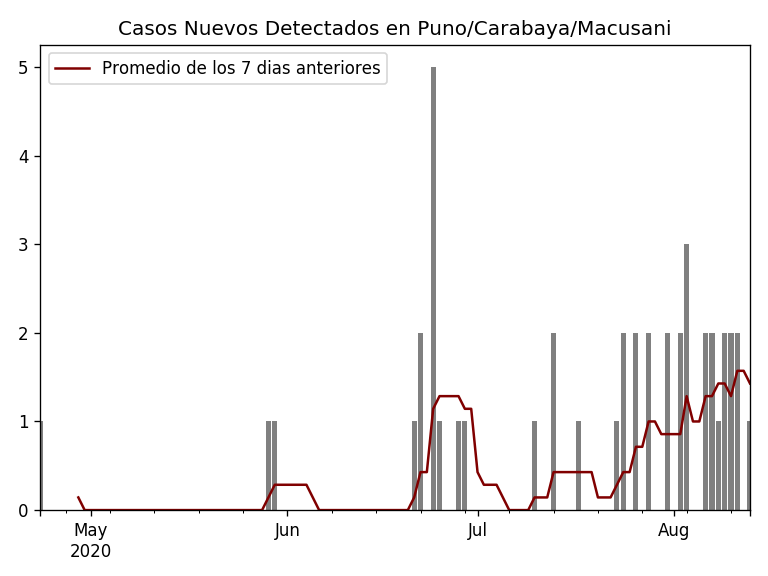 Casos Nuevos Detectados en Puno/Carabaya/Macusani
Promedio de los 7 dias anteriores
5
4
3
2
1
0
May Jun Jul Aug
2020